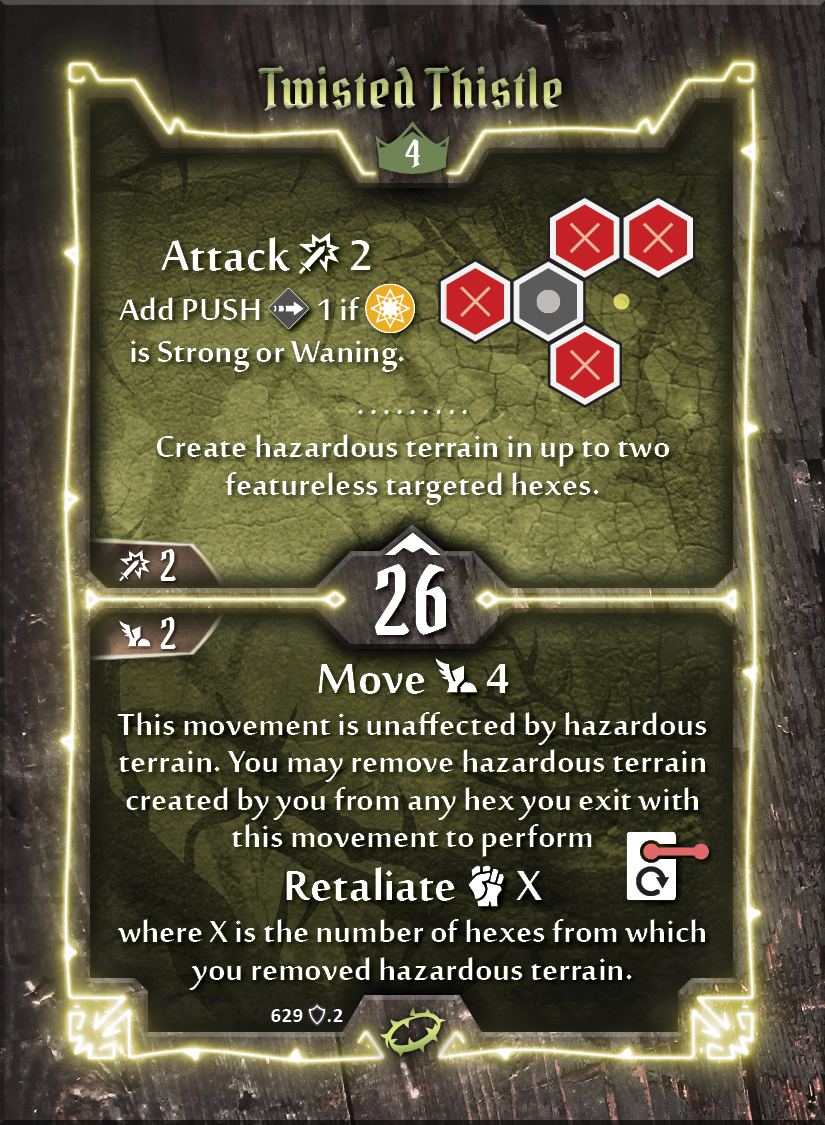 Twisted Thistle
4
Attack 2
Add PUSH 1 if
is Strong or Waning.
.........
Create hazardous terrain in up to two
featureless targeted hexes.
2
26
2
Move 4
This movement is unaffected by hazardous
terrain. You may remove hazardous terrain
created by you from any hex you exit with
this movement to perform
Retaliate X
where X is the number of hexes from which
you removed hazardous terrain.
629 .2